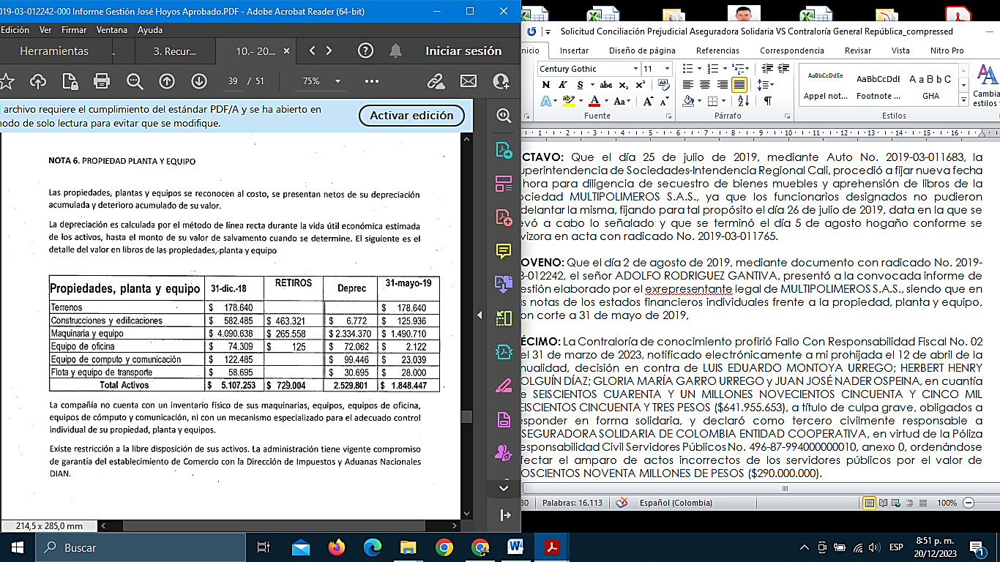 019-03-012242-000 Informe Gestión José Hoyos Aprobado.PDF - Adobe Acrobat Reader (64-bit)
Edición Ver Firmar Ventana Ayuda
Herramientas
3. Recur...
10.- 20...
Iniciar sesión
39 / 51
75%
archivo requiere el cumplimiento del estándar PDF/A y se ha abierto en
modo de solo lectura para evitar que se modifique.
Activar edición
NOTA 6. PROPIEDAD PLANTA Y EQUIPO
Las propiedades, plantas y equipos se reconocen al costo, se presentan netos de su depreciación
acumulada y deterioro acumulado de su valor.
La depreciación es calculada por el método de línea recta durante la vida útil económica estimada
de los activos, hasta el monto de su valor de salvamento cuando se determine. El siguiente es el
detalle del valor en libros de las propiedades, planta y equipo
Propiedades, planta y equipo 31-dic.-18 RETIROS Deprec 31-mayo-19
Terrenos $ 178.640 $ 178.640
Construcciones y edificaciones $ 582.485 $ 463.321 $ 6.772 $ 125.936
Maquinaria y equipo $ 4.090.638 $ 265.558 $ 2.334.370 $ 1.490.710
Equipo de oficina $ 74.309 $ 125 $ 72.062 $ 2.122
Equipo de computo y comunicación $ 122.485 $ 99.446 $ 23.039
Flota y equipo de transporte $ 58.695 $ 30.695 $ 28.000
Total Activos $ 5.107.253 $ 729.004 2.529.801 $ 1.848.447
La compañía no cuenta con un inventario físico de sus maquinarias, equipos, equipos de oficina,
equipos de cómputo y comunicación, ni con un mecanismo especializado para el adecuado control
individual de su propiedad, planta y equipos.
Existe restricción a la libre disposición de sus activos. La administración tiene vigente compromiso
de garantía del establecimiento de Comercio con la Dirección de Impuestos y Aduanas Nacionales
DIAN.
214,5 x 285,0 mm
Solicitud Conciliación Prejudicial Aseguradora Solidaria VS Contraloría General República_compressed
nicio Insertar Diseño de página Referencias Correspondencia Revisar Vista Nitro Pro
Century Gothic 11
N K S abc x₂ x²
Fuente
Párrafo
AaBbCcDdEe AaBbCcDdI AaBbC
Appel not... Footnote ... GHA
Cambia
estilos
Estilos
1 2 3 4 5 6 7 8 9 10 11 12 13 14 15 16
CTAVO: Que el día 25 de julio de 2019, mediante Auto No. 2019-03-011683, la
uperintendencia de Sociedades-Intendencia Regional Cali, procedió a fijar nueva fecha
hora para diligencia de secuestro de bienes muebles y aprehensión de libros de la
ociedad MULTIPOLIMEROS S.A.S., ya que los funcionarios designados no pudieron
delantar la misma, fijando para tal propósito el día 26 de julio de 2019, data en la que se
evó a cabo lo señalado y que se terminó el día 5 de agosto hogaño conforme se
vizora en acta con radicado No. 2019-03-011765.
OVENO: Que el día 2 de agosto de 2019, mediante documento con radicado No. 2019-
3-012242, el señor ADOLFO RODRIGUEZ GANTIVA, presentó a la convocada informe de
estión elaborado por el exrepresentante legal de MULTIPOLIMEROS S.A.S., siendo que en
s notas de los estados financieros individuales frente a la propiedad, planta y equipo,
on corte a 31 de mayo de 2019,
ÉCIMO: La Contraloría de conocimiento profirió Fallo Con Responsabilidad Fiscal No. 02
el 31 de marzo de 2023, notificado electrónicamente a mi prohijada el 12 de abril de la
nualidad, decisión en contra de LUIS EDUARDO MONTOYA URREGO; HERBERT HENRY
OLGUÍN DÍAZ; GLORIA MARÍA GARRO URREGO y JUAN JOSÉ NADER OSPEINA, en cuantía
e SEISCIENTOS CUARENTA Y UN MILLONES NOVECIENTOS CINCUENTA Y CINCO MIL
EISCIENTOS CINCUENTA Y TRES PESOS ($641.955.653), a título de culpa grave, obligados a
esponder en forma solidaria, y declaró como tercero civilmente responsable a
SEGURADORA SOLIDARIA DE COLOMBIA ENTIDAD COOPERATIVA, en virtud de la Póliza
esponsabilidad Civil Servidores Públicos No. 496-87-994000000010, anexo 0, ordenándose
fectar el amparo de actos incorrectos de los servidores públicos por el valor de
OSCIENTOS NOVENTA MILLONES DE PESOS ($290.000.000).
30 Palabras: 16.113 Español (Colombia) 100%
Buscar
ESP
8:51 p. m.
20/12/2023
1